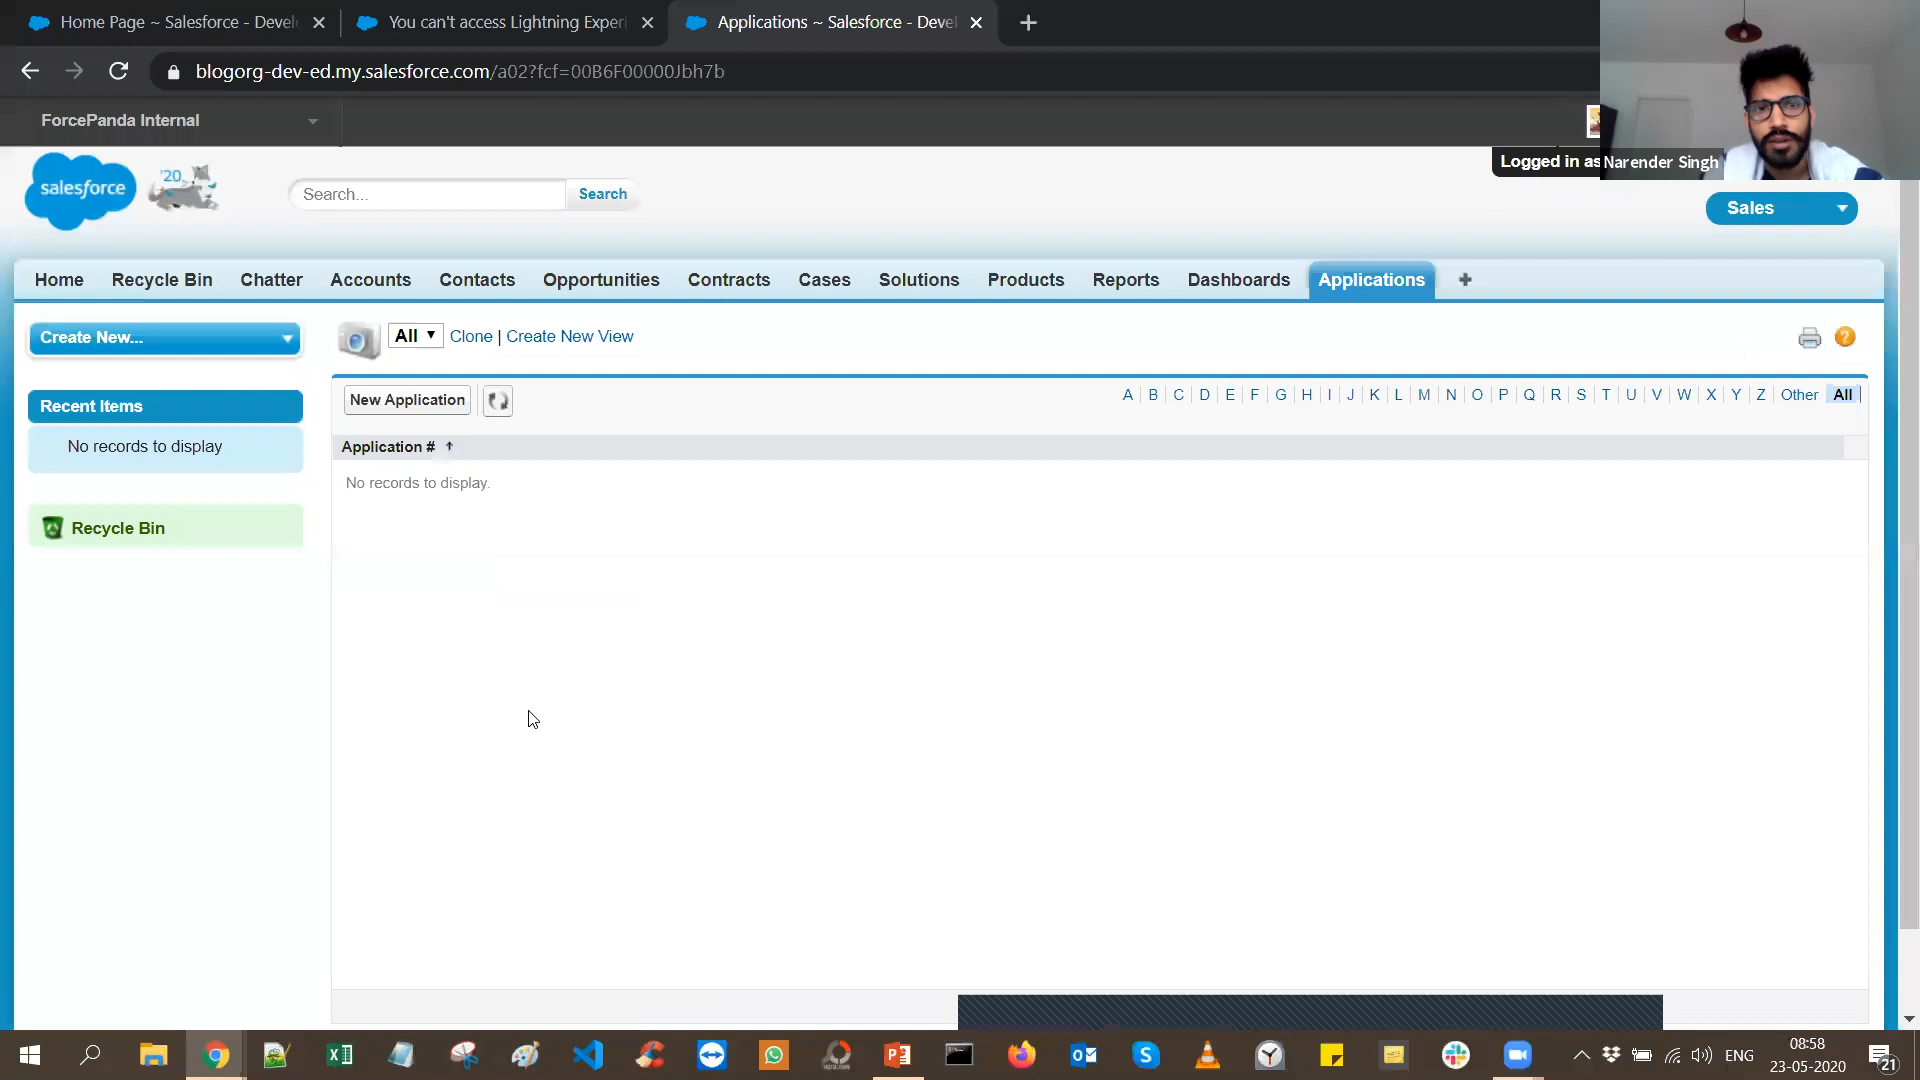 Home Page ~ Salesforce - Devel
You can't access Lightning Experi
Applications ~ Salesforce - Devel
blogorg-dev-ed.my.salesforce.com/a02?fcf=00B6F00000Jbh7b
ForcePanda Internal
Logged in as
Narender Singh
salesforce
'20
Search...
Search
Sales
Home
Recycle Bin
Chatter
Accounts
Contacts
Opportunities
Contracts
Cases
Solutions
Products
Reports
Dashboards
Applications
+
Create New...
All
Clone | Create New View
?
Recent Items
No records to display
Recycle Bin
New Application
A | B | C | D | E | F | G | H | I | J | K | L | M | N | O | P | Q | R | S | T | U | V | W | X | Y | Z | Other | All
Application # ↑
No records to display.
ENG
08:58
23-05-2020
21